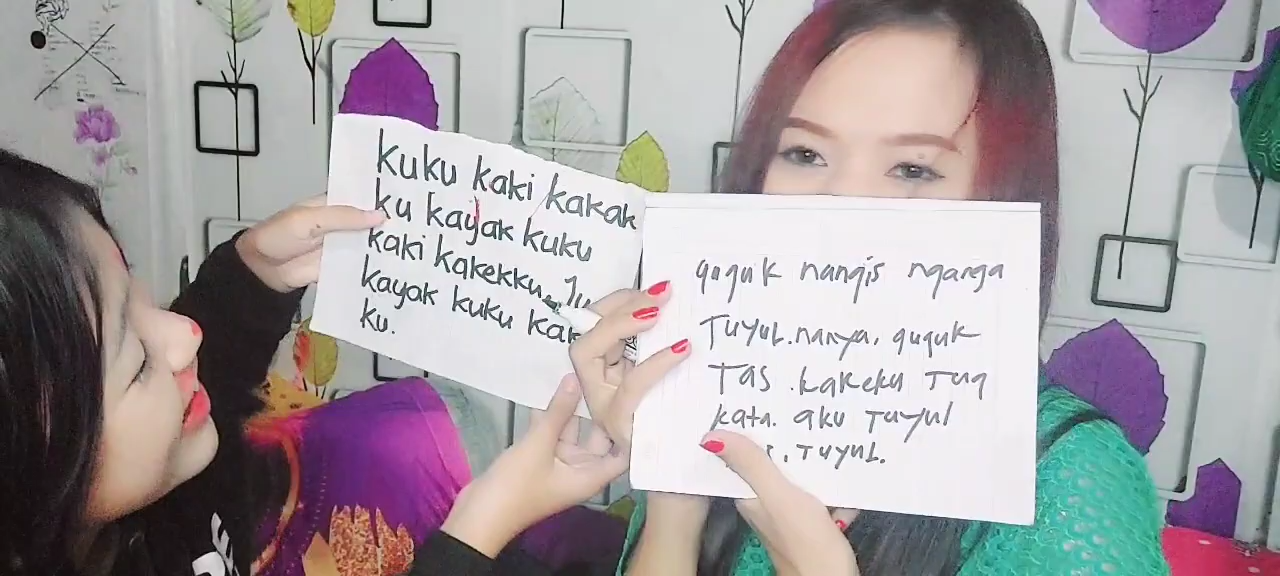 kuku kaki kakak
ku kayak kuku
kaki kakekku.
kayak kuku
ku.
guguk nangis nganga
TUYUL.nanya. guguk
TAS .kakeku Tua
kata. aku TUYUL
. TUYUL.